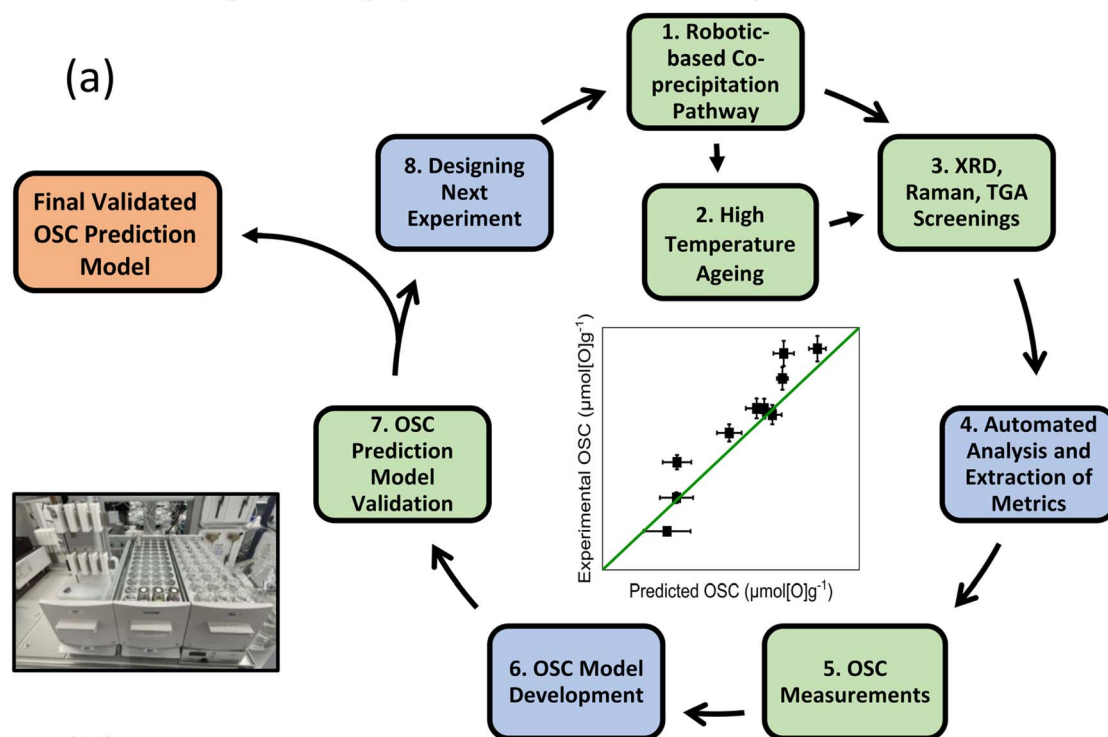 (a)
1. Robotic-
based Co-
precipitation
Pathway
8. Designing
Next
Experiment
3. XRD,
Raman, TGA
Screenings
Final Validated
OSC Prediction
Model
2. High
Temperature
Ageing
Experimental OSC (µmol[O]g⁻¹)
Predicted OSC (µmol[O]g⁻¹)
7. OSC
Prediction
Model
Validation
4. Automated
Analysis and
Extraction of
Metrics
6. OSC Model
Development
5. OSC
Measurements